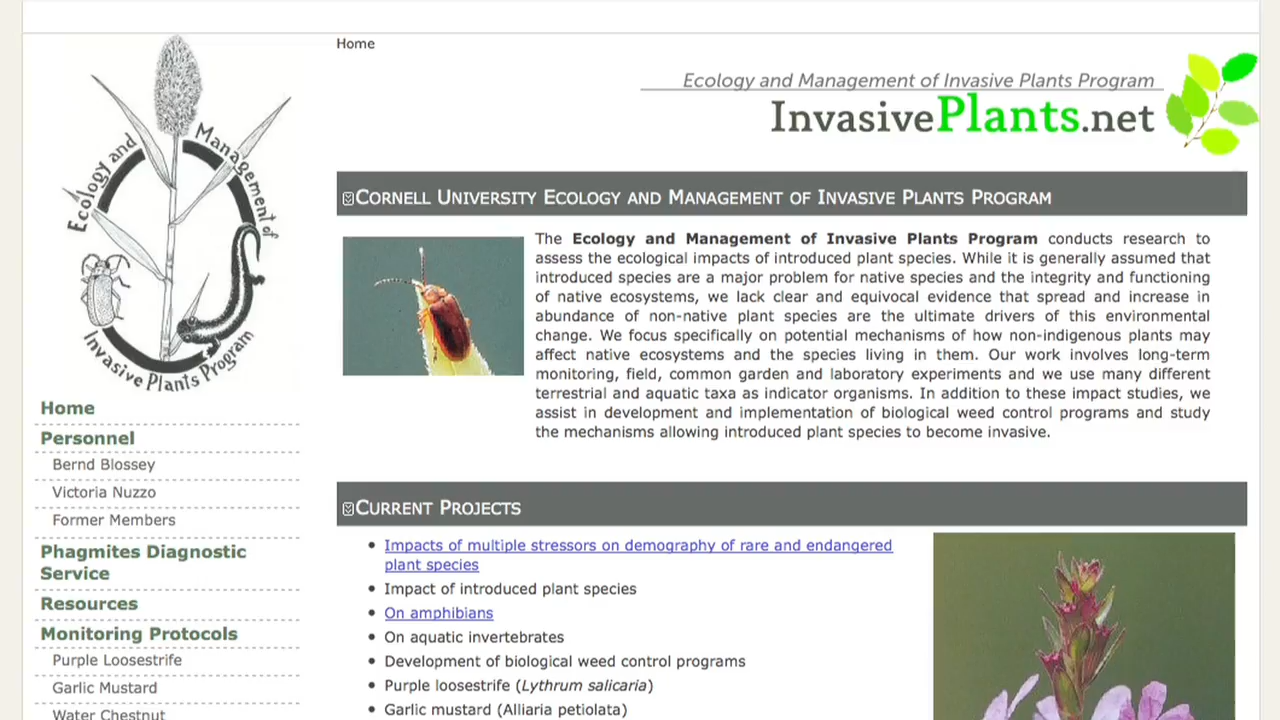 Home
Ecology and Management of Invasive Plants Program
InvasivePlants.net
Ecology and Management of
Invasive Plants Program
Cornell University Ecology and Management of Invasive Plants Program
The Ecology and Management of Invasive Plants Program conducts research to
assess the ecological impacts of introduced plant species. While it is generally assumed that
introduced species are a major problem for native species and the integrity and functioning
of native ecosystems, we lack clear and equivocal evidence that spread and increase in
abundance of non-native plant species are the ultimate drivers of this environmental
change. We focus specifically on potential mechanisms of how non-indigenous plants may
affect native ecosystems and the species living in them. Our work involves long-term
monitoring, field, common garden and laboratory experiments and we use many different
terrestrial and aquatic taxa as indicator organisms. In addition to these impact studies, we
assist in development and implementation of biological weed control programs and study
the mechanisms allowing introduced plant species to become invasive.
Home
Personnel
Bernd Blossey
Victoria Nuzzo
Former Members
Phagmites Diagnostic
Service
Resources
Monitoring Protocols
Purple Loosestrife
Garlic Mustard
Water Chestnut
Current Projects
Impacts of multiple stressors on demography of rare and endangered
plant species
Impact of introduced plant species
On amphibians
On aquatic invertebrates
Development of biological weed control programs
Purple loosestrife (Lythrum salicaria)
Garlic mustard (Alliaria petiolata)